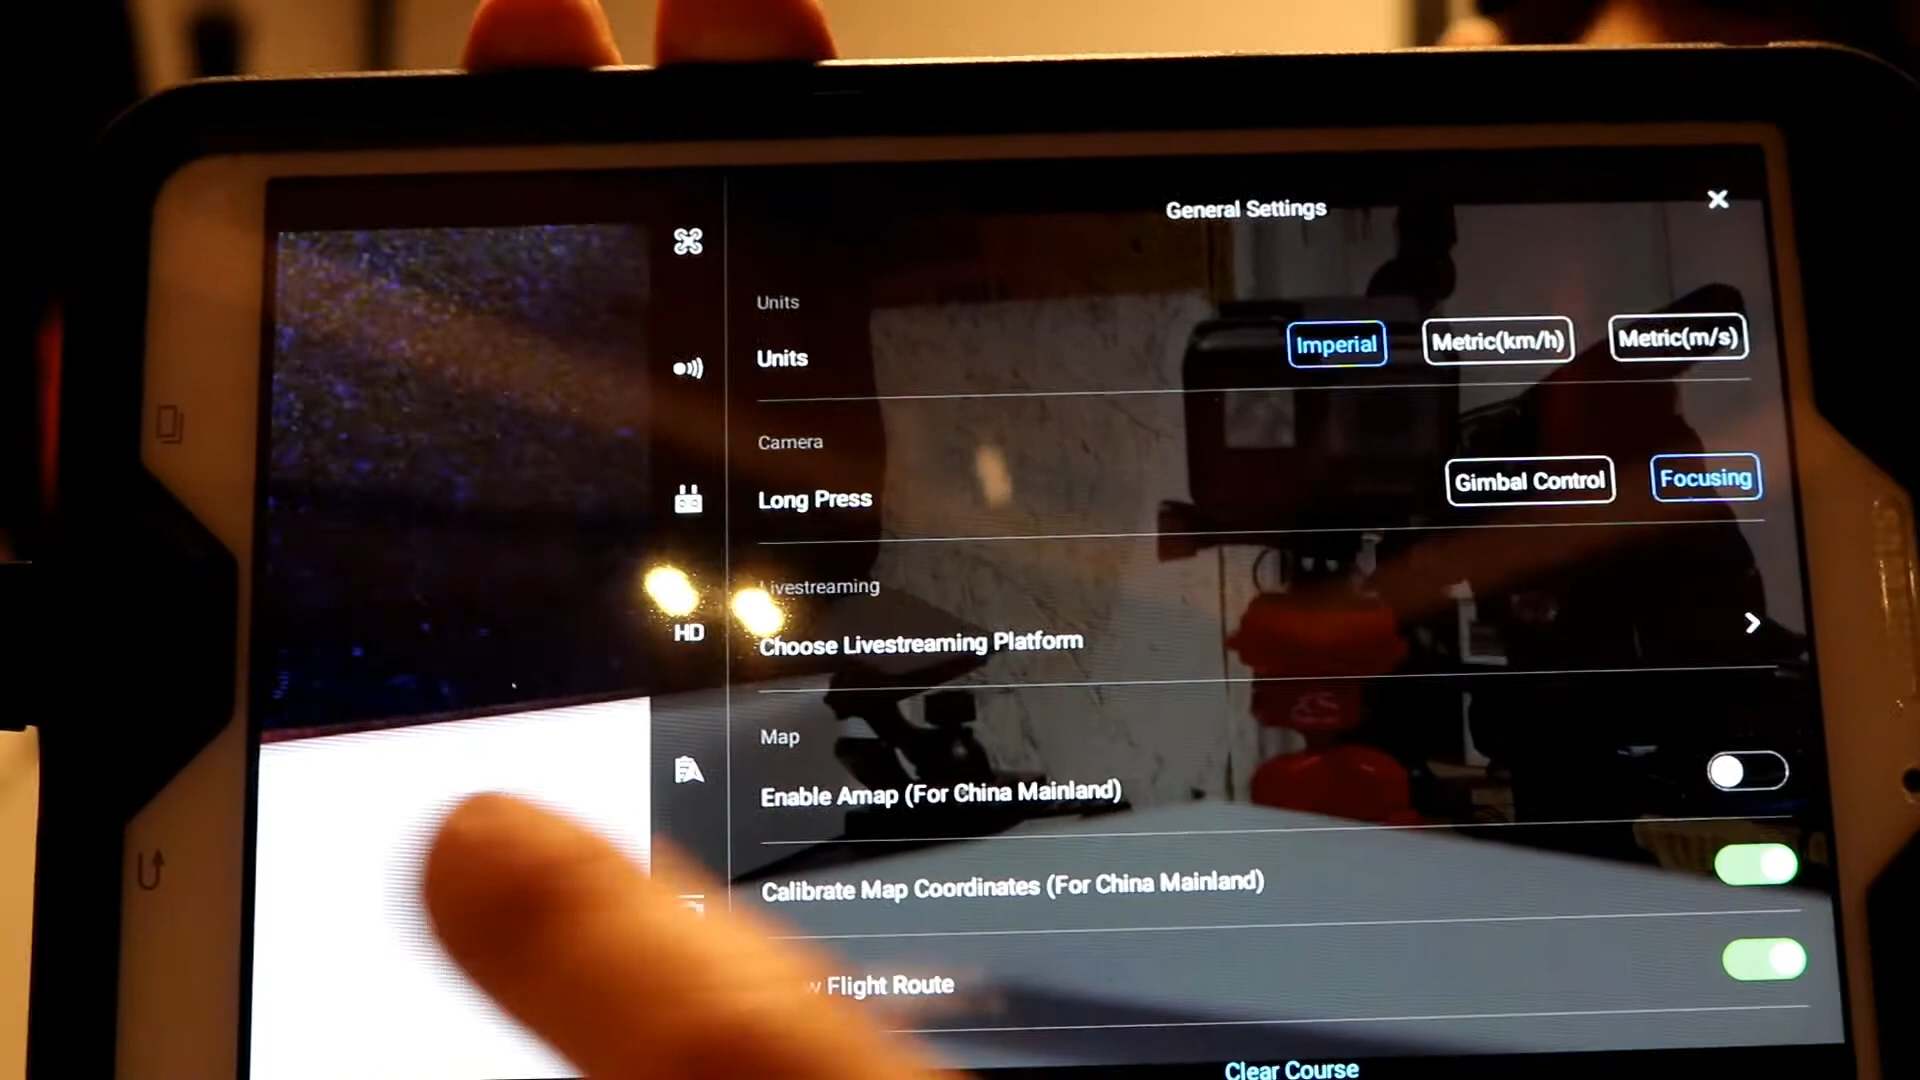 General Settings
Units
Units
Imperial
Metric(km/h)
Metric(m/s)
Camera
Long Press
Gimbal Control
Focusing
Livestreaming
HD
Choose Livestreaming Platform
Map
Enable Amap (For China Mainland)
Calibrate Map Coordinates (For China Mainland)
Flight Route
Clear Course